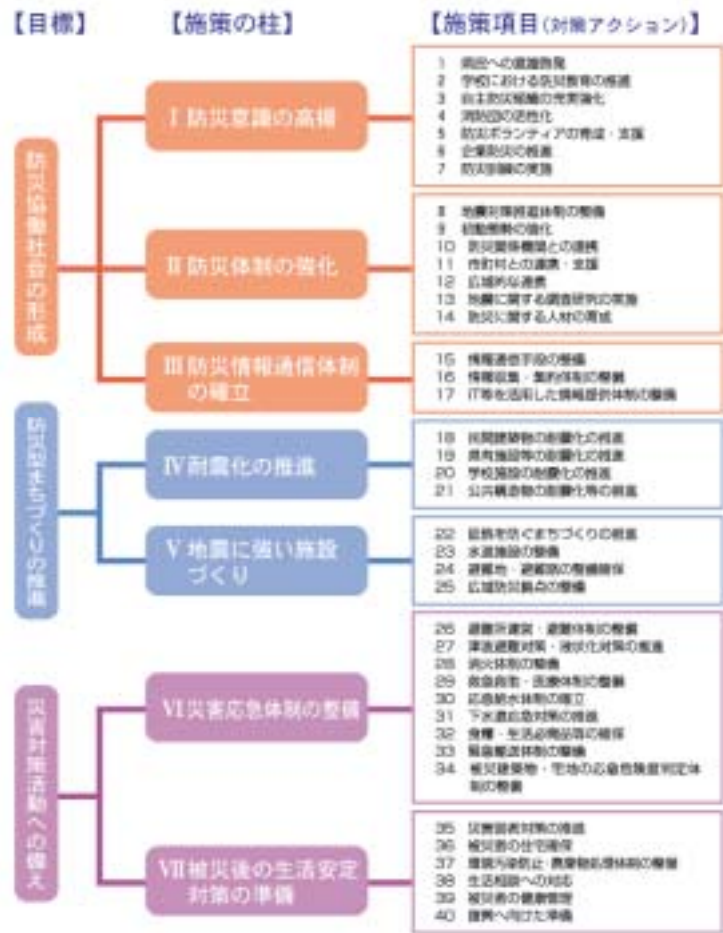 【目標】
【施策の柱】
【施策項目(対策アクション)】
防災協働社会の形成
Ⅰ防災意識の高揚
1 県民への意識啓発
2 学校における防災教育の推進
3 自主防災組織の充実強化
4 消防団の活性化
5 防災ボランティアの育成・支援
6 企業防災の推進
7 防災訓練の実施
Ⅱ防災体制の強化
8 地震対策推進体制の整備
9 初動態勢の強化
10 防災関係機関との連携
11 市町村との連携・支援
12 広域的な連携
13 地震に関する調査研究の実施
14 防災に関する人材の育成
Ⅲ防災情報通信体制
の確立
15 情報通信手段の整備
16 情報収集・集約体制の整備
17 IT等を活用した情報提供体制の整備
防災型まちづくりの推進
Ⅳ耐震化の推進
18 民間建築物の耐震化の推進
19 県有施設等の耐震化の推進
20 学校施設の耐震化の推進
21 公共構造物の耐震化等の推進
Ⅴ地震に強い施設
づくり
22 延焼を防ぐまちづくりの推進
23 水道施設の整備
24 避難地・避難路の整備確保
25 広域防災拠点の整備
災害対策活動への備え
Ⅵ災害応急体制の整備
26 避難所運営・避難体制の整備
27 津波避難対策・液状化対策の推進
28 消火体制の整備
29 救急救助・医療体制の整備
30 応急給水体制の確立
31 下水道応急対策の推進
32 食糧・生活必需品等の確保
33 緊急輸送体制の整備
34 被災建築物・宅地の応急危険度判定体
制の整備
Ⅶ被災後の生活安定
対策の準備
35 災害弱者対策の推進
36 被災者の住宅確保
37 環境汚染防止・廃棄物処理体制の整備
38 生活相談への対応
39 被災者の健康管理
40 復興へ向けた準備